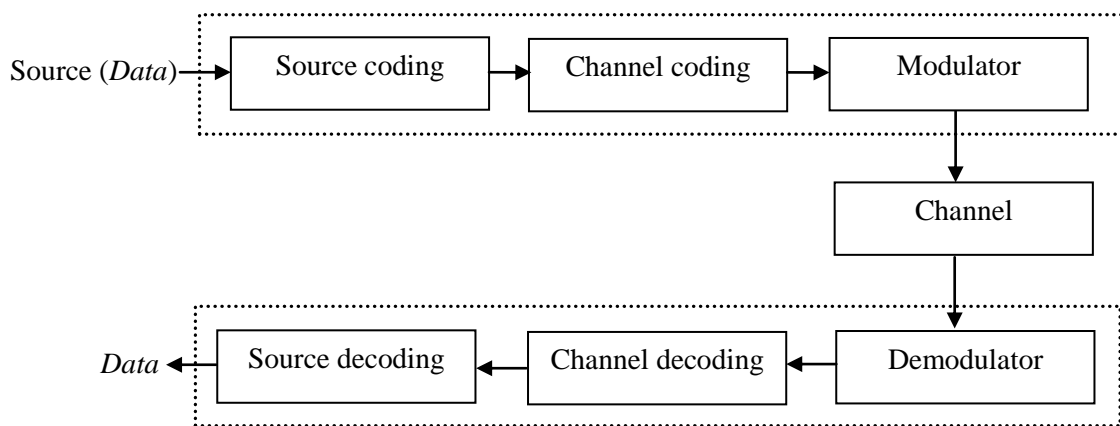 Source (Data)
Source coding
Channel coding
Modulator
Channel
Demodulator
Channel decoding
Source decoding
Data